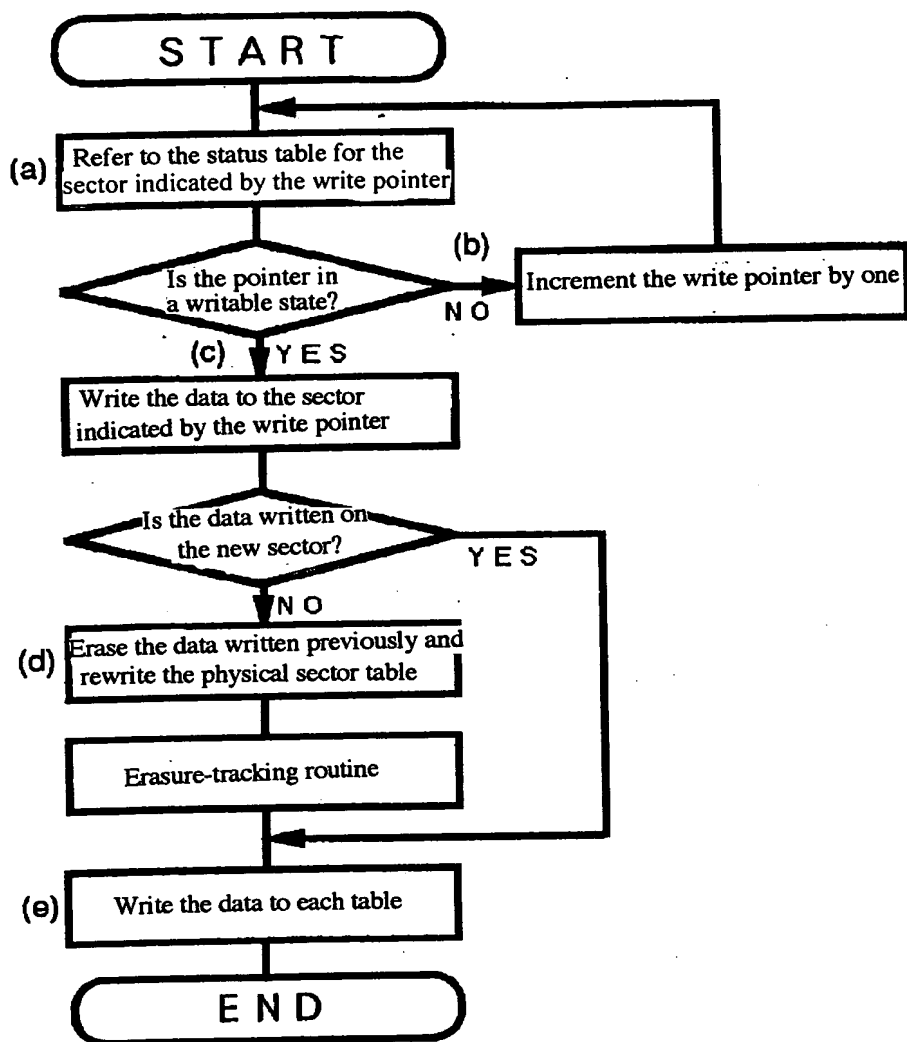 START
(a)
Refer to the status table for the
sector indicated by the write pointer
Is the pointer in
a writable state?
(b)
NO
Increment the write pointer by one
(c)
YES
Write the data to the sector
indicated by the write pointer
Is the data written on
the new sector?
YES
NO
(d)
Erase the data written previously and
rewrite the physical sector table
Erasure-tracking routine
(e)
Write the data to each table
END